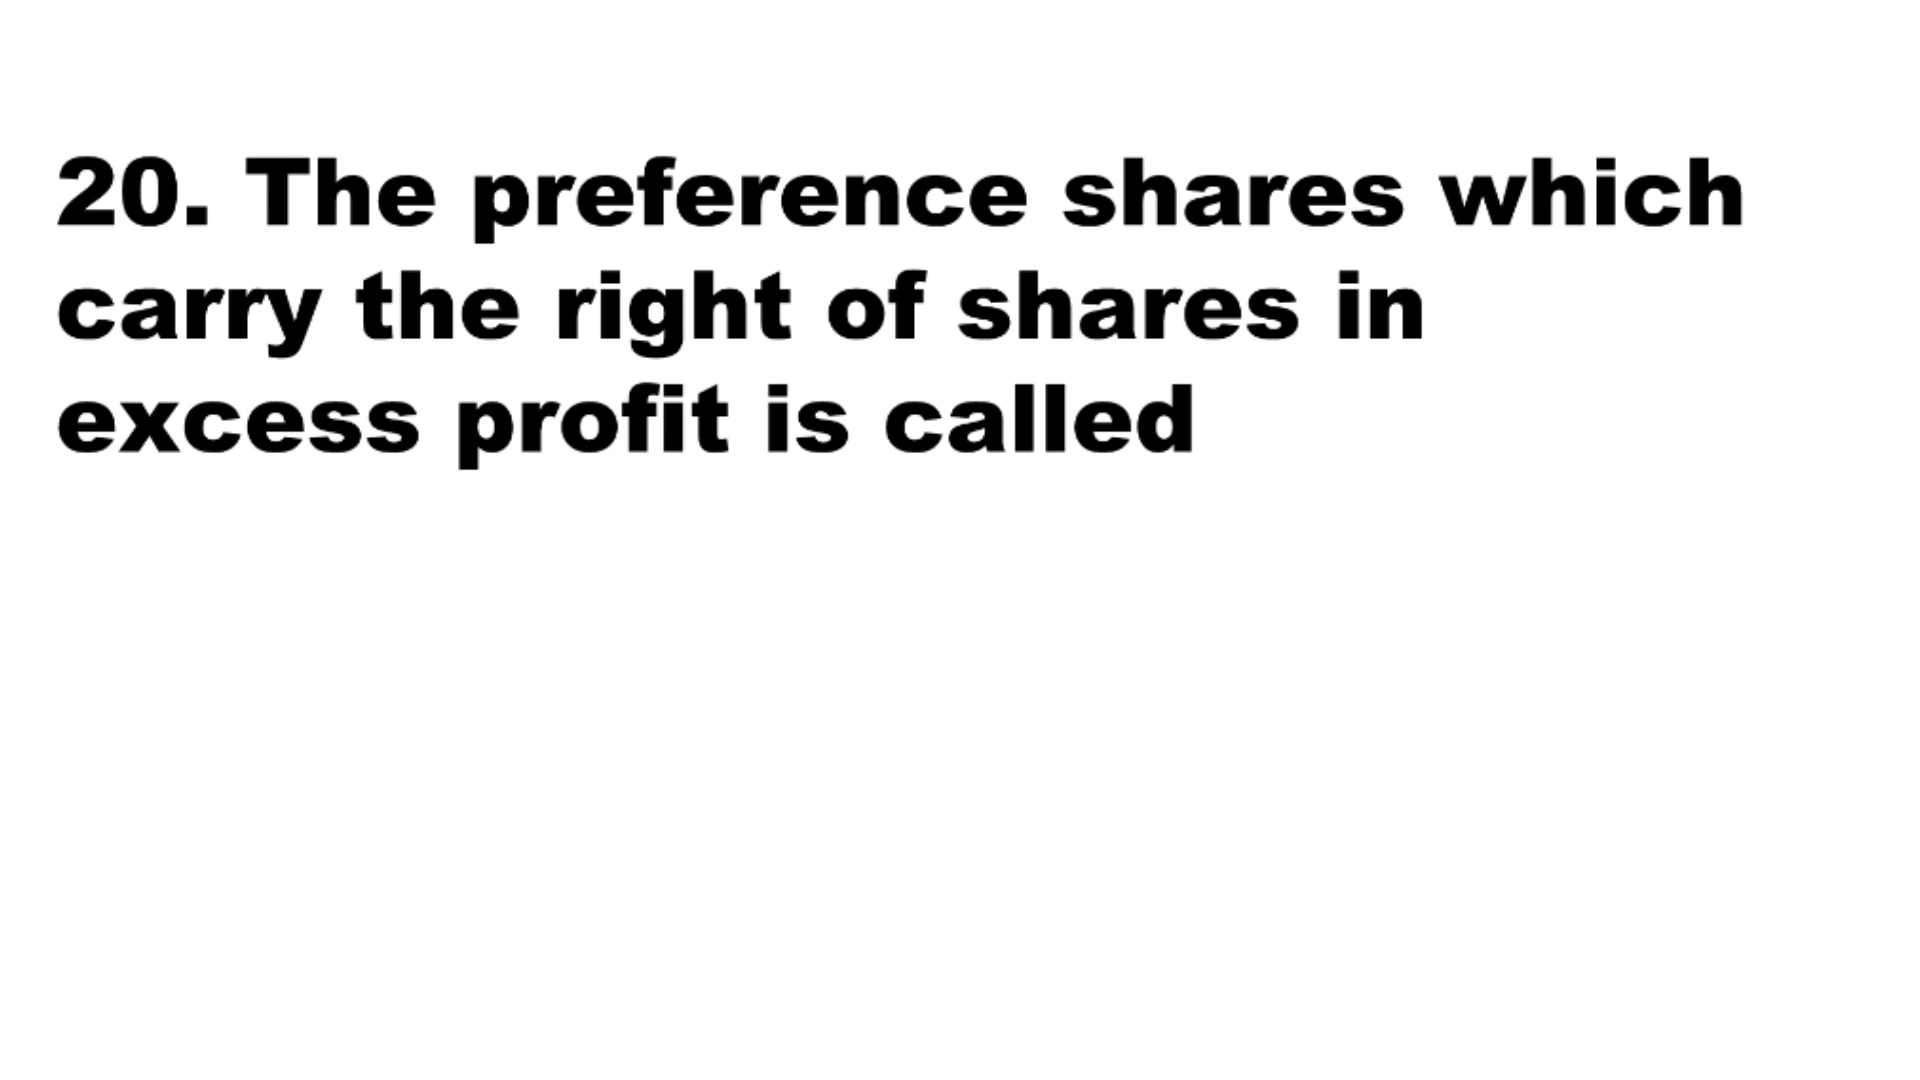 20. The preference shares which
carry the right of shares in
excess profit is called